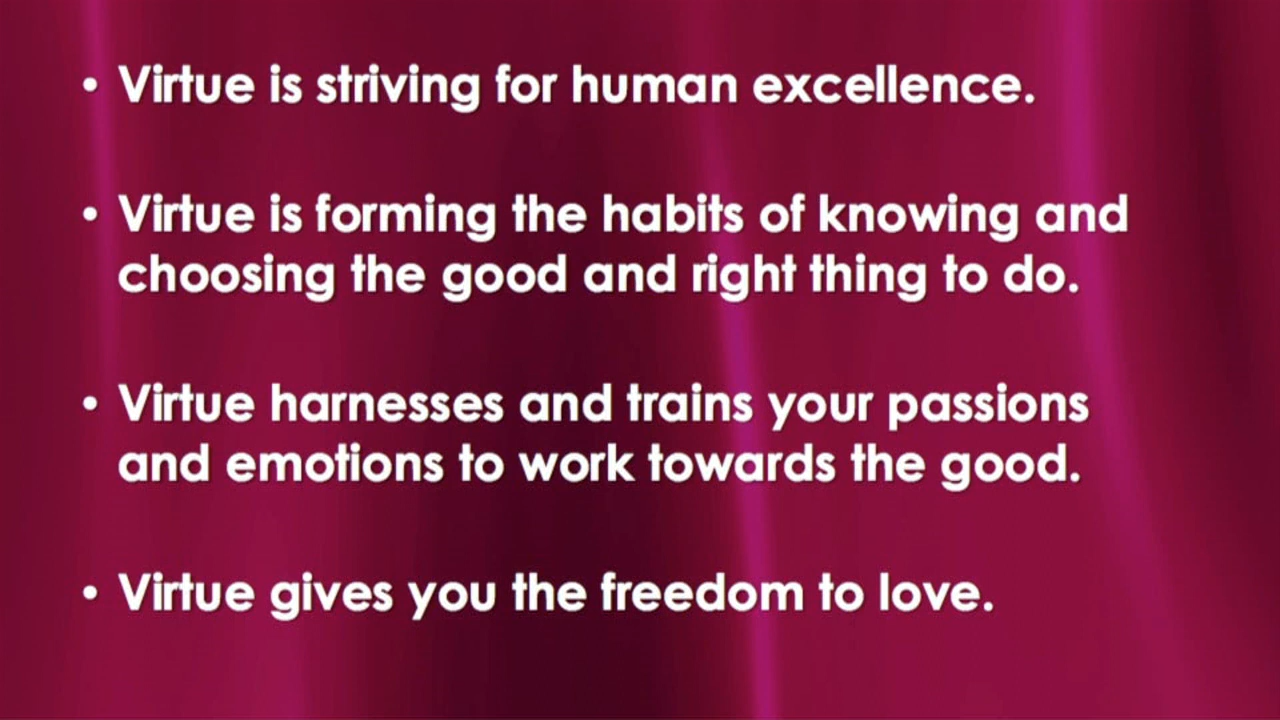 • Virtue is striving for human excellence.
• Virtue is forming the habits of knowing and
choosing the good and right thing to do.
• Virtue harnesses and trains your passions
and emotions to work towards the good.
• Virtue gives you the freedom to love.